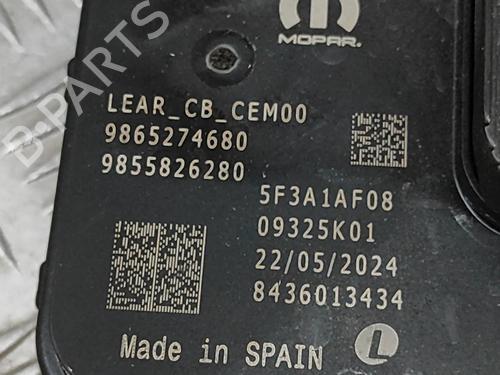 MOPAR.
LEAR_CB_CEM00
9865274680
9855826280
5F3A1AF08
09325K01
22/05/2024
8436013434
Made in SPAIN
L
B-PARTS